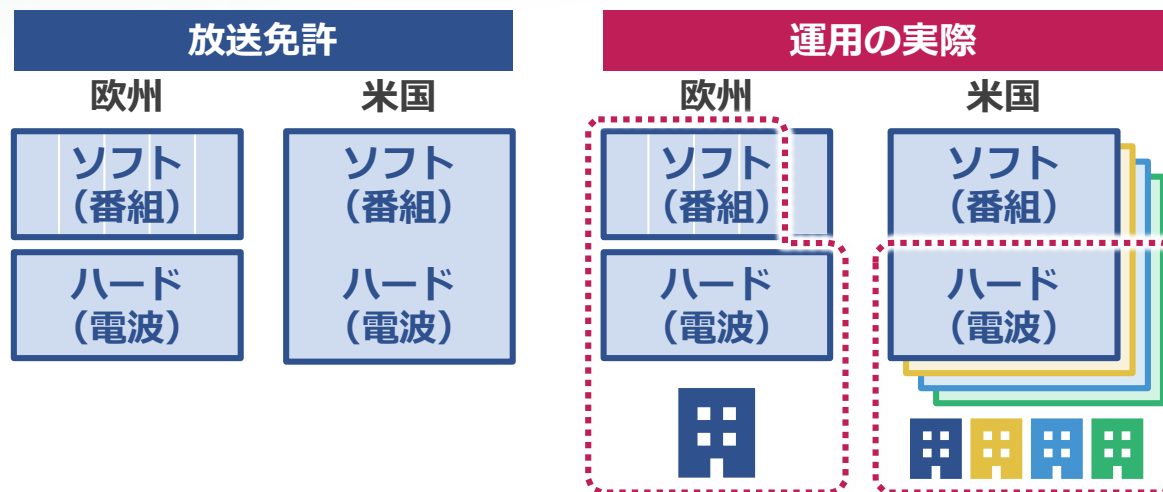 放送免許
欧州
米国
ソフト
(番組)
ハード
(電波)
ソフト
(番組)
ハード
(電波)
運用の実際
欧州
米国
ソフト
(番組)
ハード
(電波)
ソフト
(番組)
ハード
(電波)